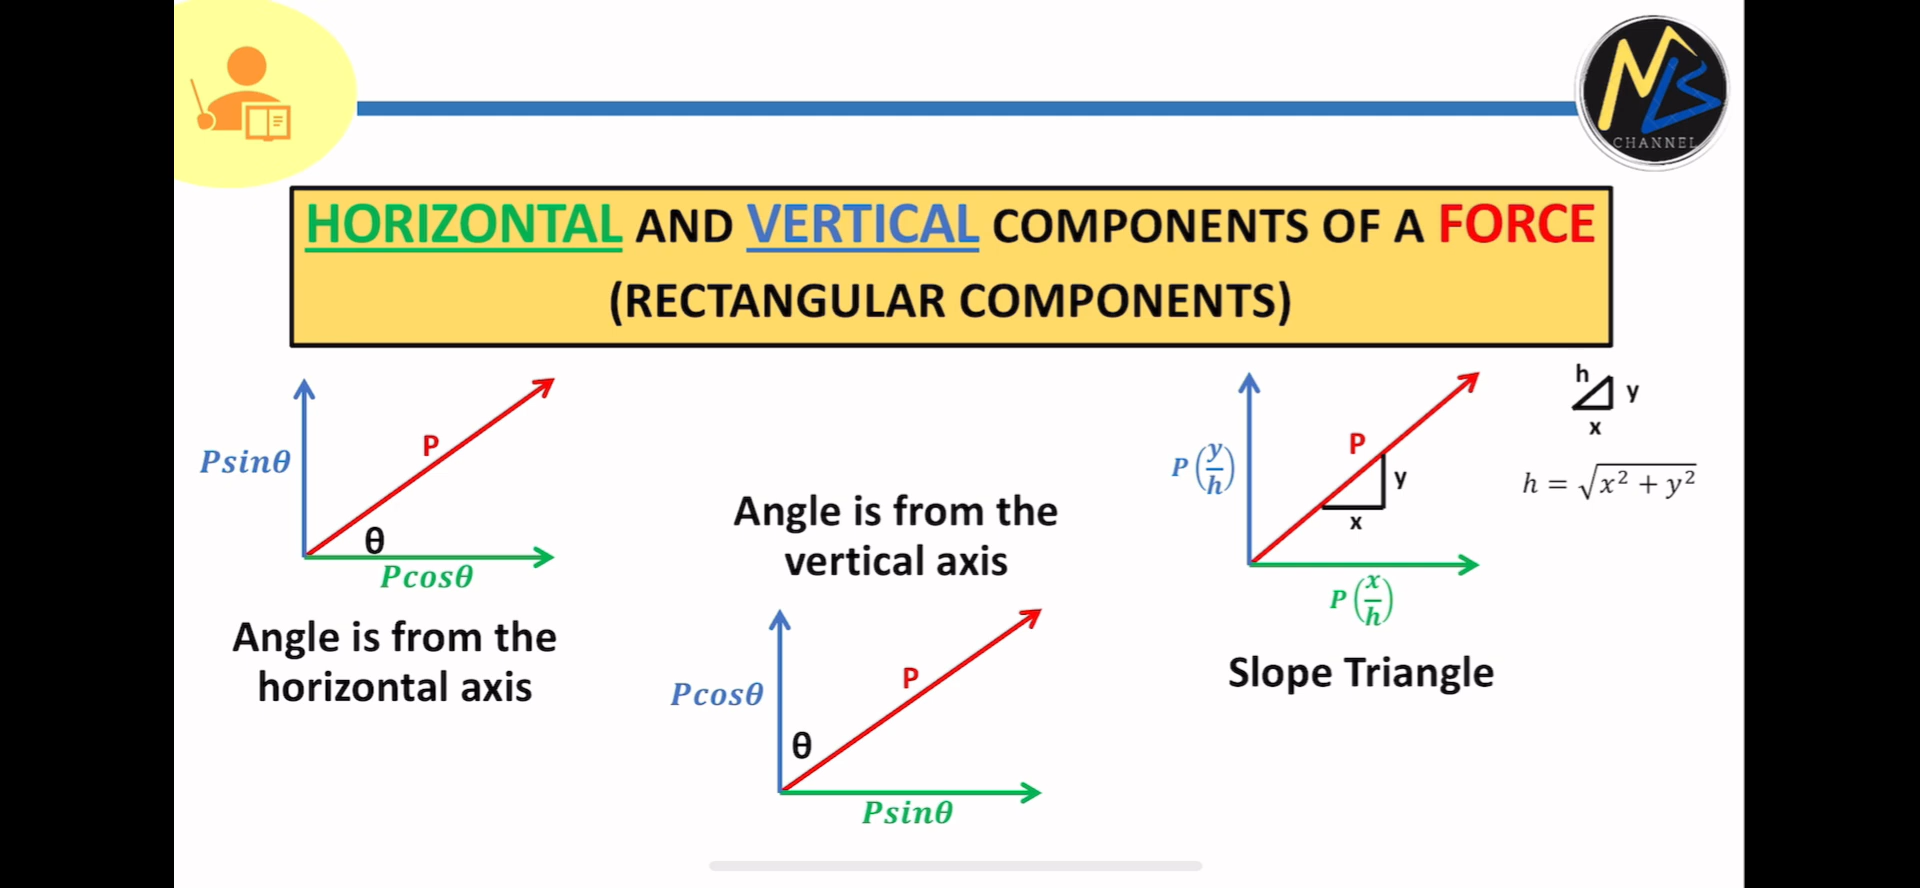 CHANNEL
HORIZONTAL AND VERTICAL COMPONENTS OF A FORCE
(RECTANGULAR COMPONENTS)
Psinθ
P
θ
Pcosθ
Angle is from the
horizontal axis
Angle is from the
vertical axis
Pcosθ
P
θ
Psinθ
P(y/h)
P
y
x
P(x/h)
Slope Triangle
h
y
x
h = √x² + y²